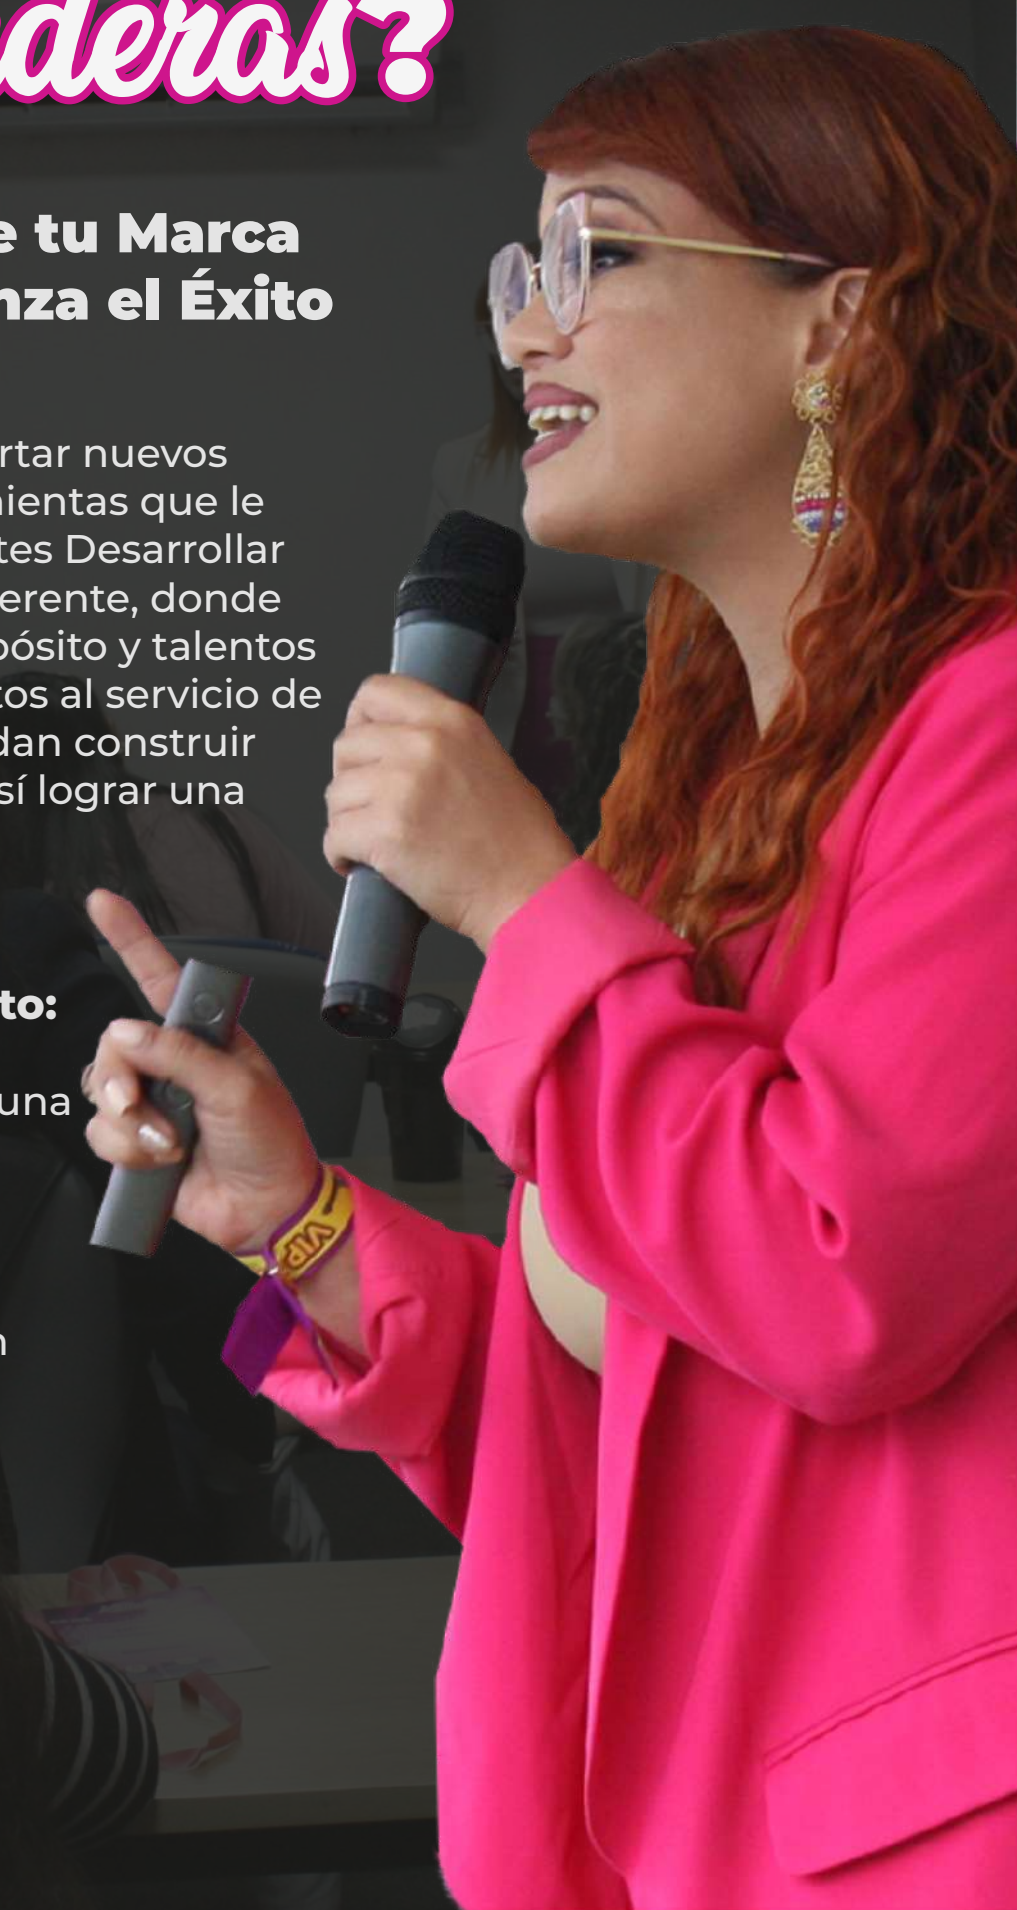 deras?
e tu Marca
nza el Éxito
rtar nuevos
ientas que le
tes Desarrollar
erente, donde
pósito y talentos
tos al servicio de
dan construir
sí lograr una
to:
una
VIP
n